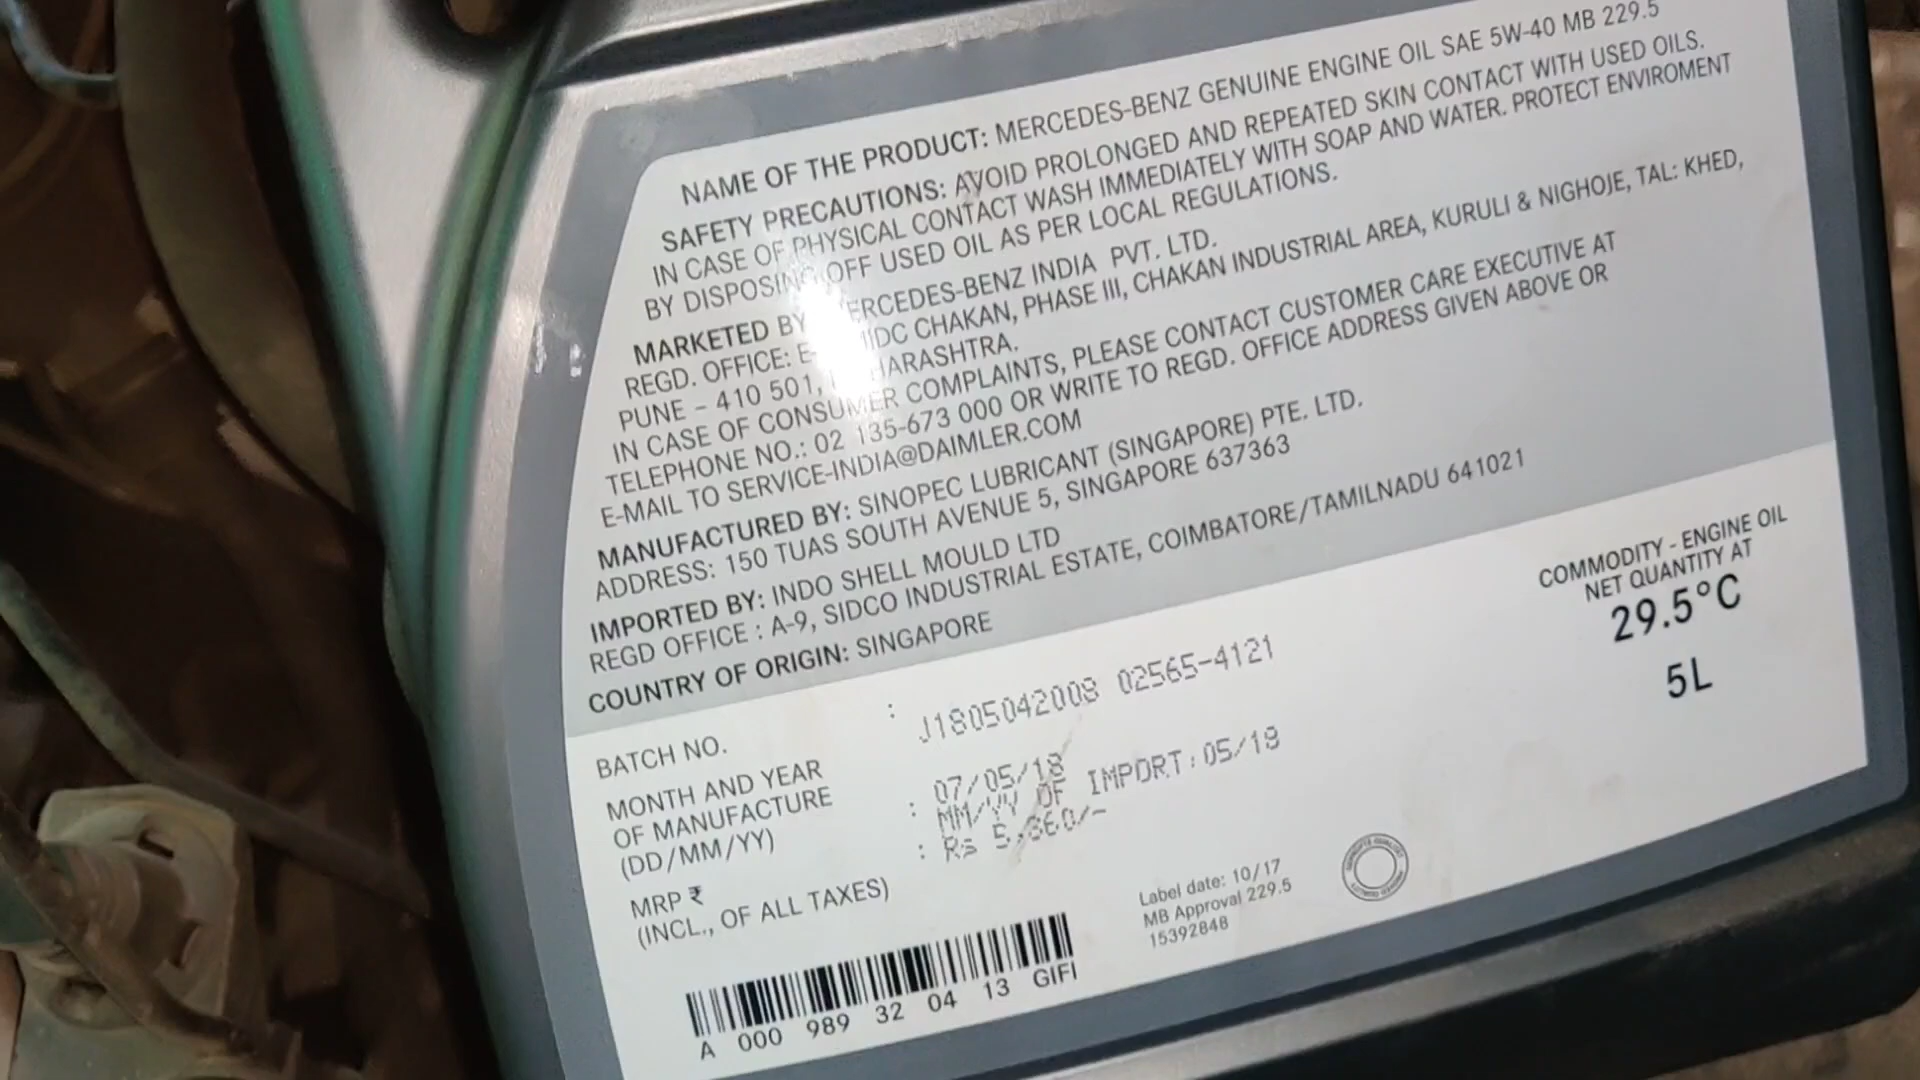 NAME OF THE PRODUCT: MERCEDES-BENZ GENUINE ENGINE OIL SAE 5W-40 MB 229.5
SAFETY PRECAUTIONS: AVOID PROLONGED AND REPEATED SKIN CONTACT WITH USED OILS.
IN CASE OF PHYSICAL CONTACT WASH IMMEDIATELY WITH SOAP AND WATER. PROTECT ENVIROMENT
BY DISPOSING OFF USED OIL AS PER LOCAL REGULATIONS.
MARKETED BY MERCEDES-BENZ INDIA PVT. LTD.
REGD. OFFICE: CHAKAN, PHASE III, CHAKAN INDUSTRIAL AREA, KURULI & NIGHOJE, TAL: KHED,
PUNE - 410 501, MAHARASHTRA.
IN CASE OF CONSUMER COMPLAINTS, PLEASE CONTACT CUSTOMER CARE EXECUTIVE AT
TELEPHONE NO.: 02 135-673 000 OR WRITE TO REGD. OFFICE ADDRESS GIVEN ABOVE OR
E-MAIL TO SERVICE-INDIA@DAIMLER.COM
MANUFACTURED BY: SINOPEC LUBRICANT (SINGAPORE) PTE. LTD.
ADDRESS: 150 TUAS SOUTH AVENUE 5, SINGAPORE 637363
IMPORTED BY: INDO SHELL MOULD LTD
REGD OFFICE : A-9, SIDCO INDUSTRIAL ESTATE, COIMBATORE/TAMILNADU 641021
COUNTRY OF ORIGIN: SINGAPORE
COMMODITY - ENGINE OIL
NET QUANTITY AT
29.5°C
5L
BATCH NO. : J1805042008 02565-4121
MONTH AND YEAR
OF MANUFACTURE : 07/05/18
(DD/MM/YY) MM/YY OF IMPORT: 05/18
MRP ₹ : Rs 5,360/-
(INCL., OF ALL TAXES)
Label date: 10/17
MB Approval 229.5
15392848
A 000 989 32 04 13 GIFI